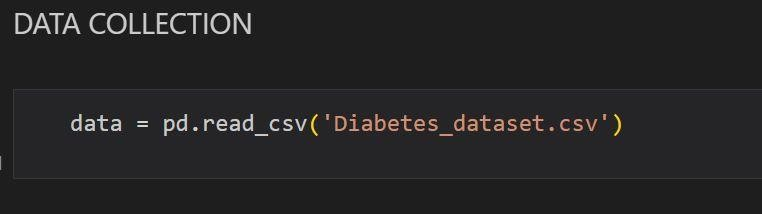 DATA COLLECTION
data = pd.read_csv('Diabetes_dataset.csv')